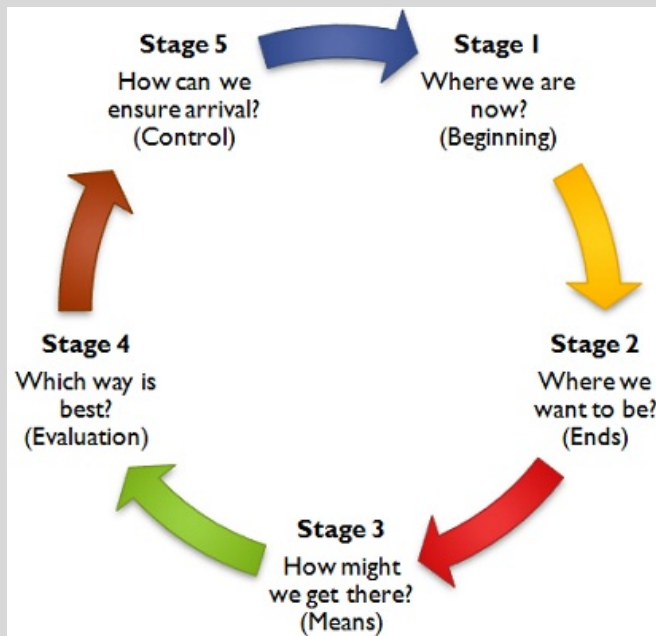 Stage 1
Where we are
now?
(Beginning)
Stage 2
Where we
want to be?
(Ends)
Stage 3
How might
we get there?
(Means)
Stage 4
Which way is
best?
(Evaluation)
Stage 5
How can we
ensure arrival?
(Control)